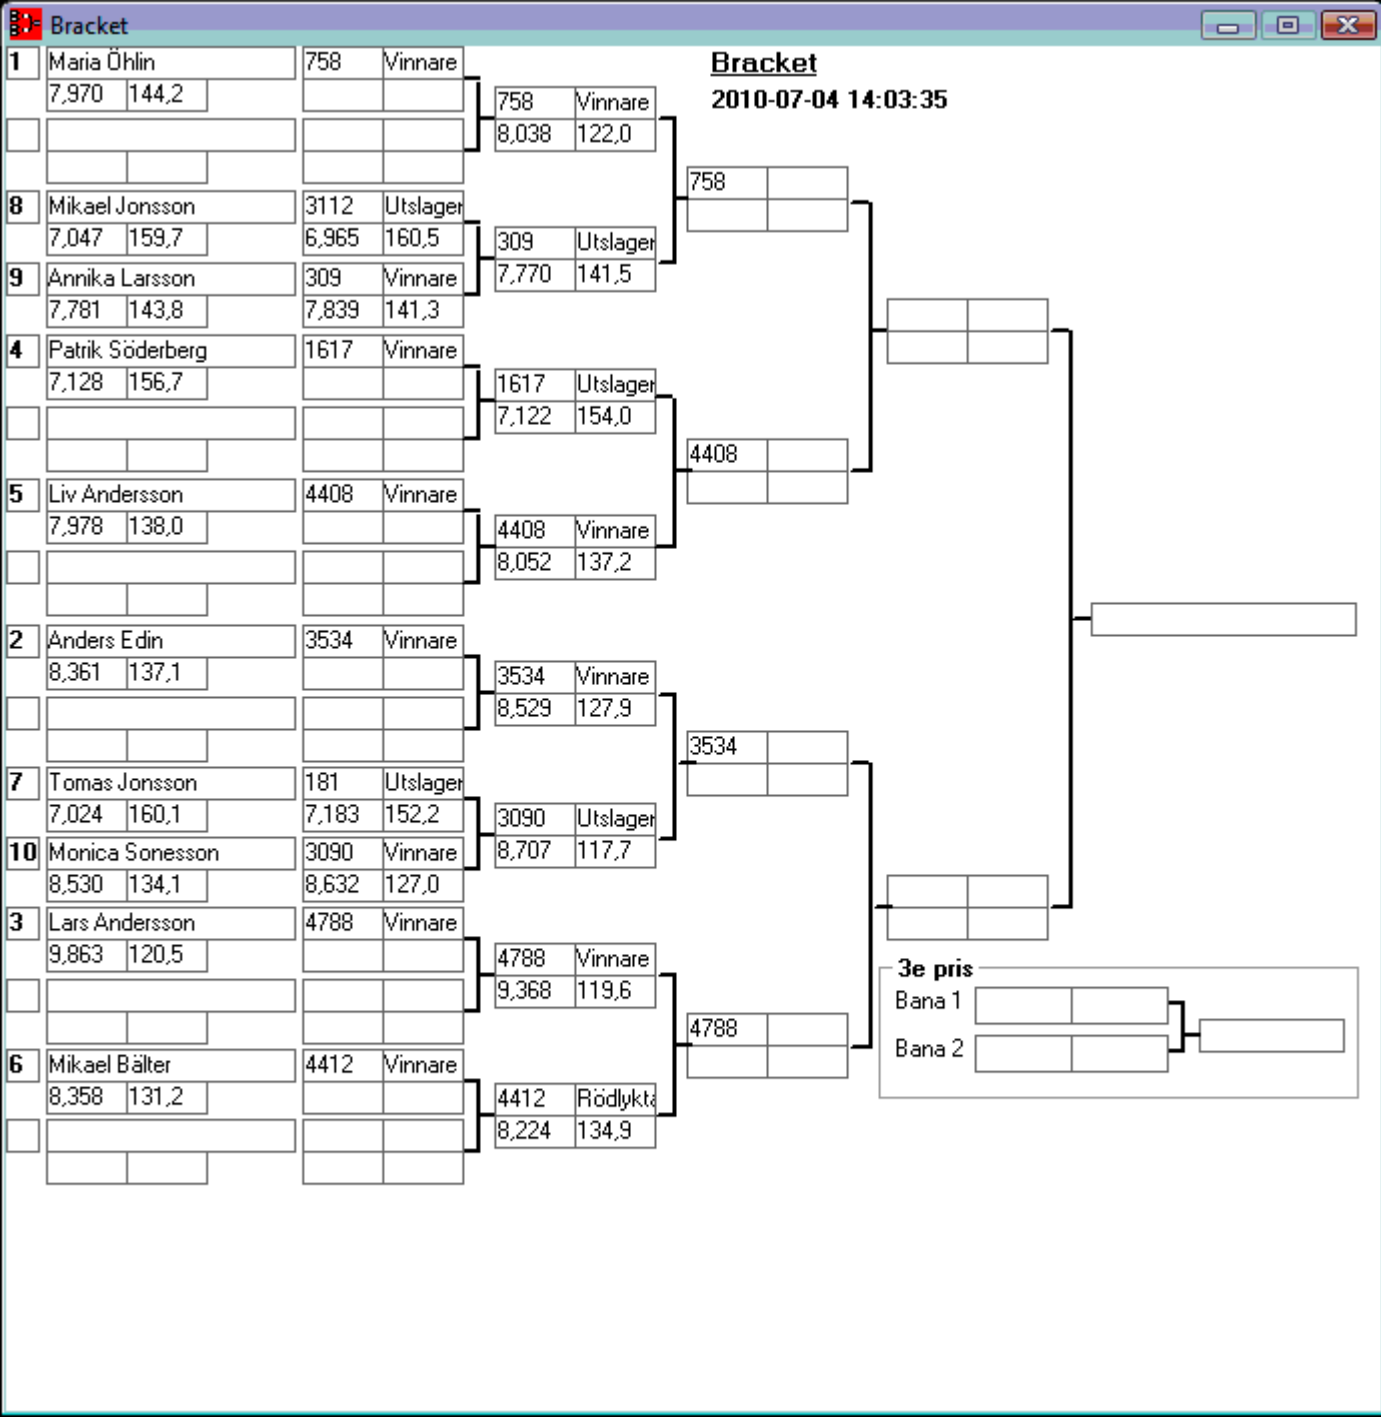 Bracket
Bracket
2010-07-04 14:03:35
1 Maria Öhlin 758 Vinnare
7,970 144,2
8 Mikael Jonsson 3112 Utslager
7,047 159,7 6,965 160,5
9 Annika Larsson 309 Vinnare
7,781 143,8 7,839 141,3
4 Patrik Söderberg 1617 Vinnare
7,128 156,7
5 Liv Andersson 4408 Vinnare
7,978 138,0
2 Anders Edin 3534 Vinnare
8,361 137,1
7 Tomas Jonsson 181 Utslager
7,024 160,1 7,183 152,2
10 Monica Sonesson 3090 Vinnare
8,530 134,1 8,632 127,0
3 Lars Andersson 4788 Vinnare
9,863 120,5
6 Mikael Bälter 4412 Vinnare
8,358 131,2
758 Vinnare
8,038 122,0
309 Utslager
7,770 141,5
1617 Utslager
7,122 154,0
4408 Vinnare
8,052 137,2
3534 Vinnare
8,529 127,9
3090 Utslager
8,707 117,7
4788 Vinnare
9,368 119,6
4412 Rödlykta
8,224 134,9
758
4408
3534
4788
3e pris
Bana 1
Bana 2